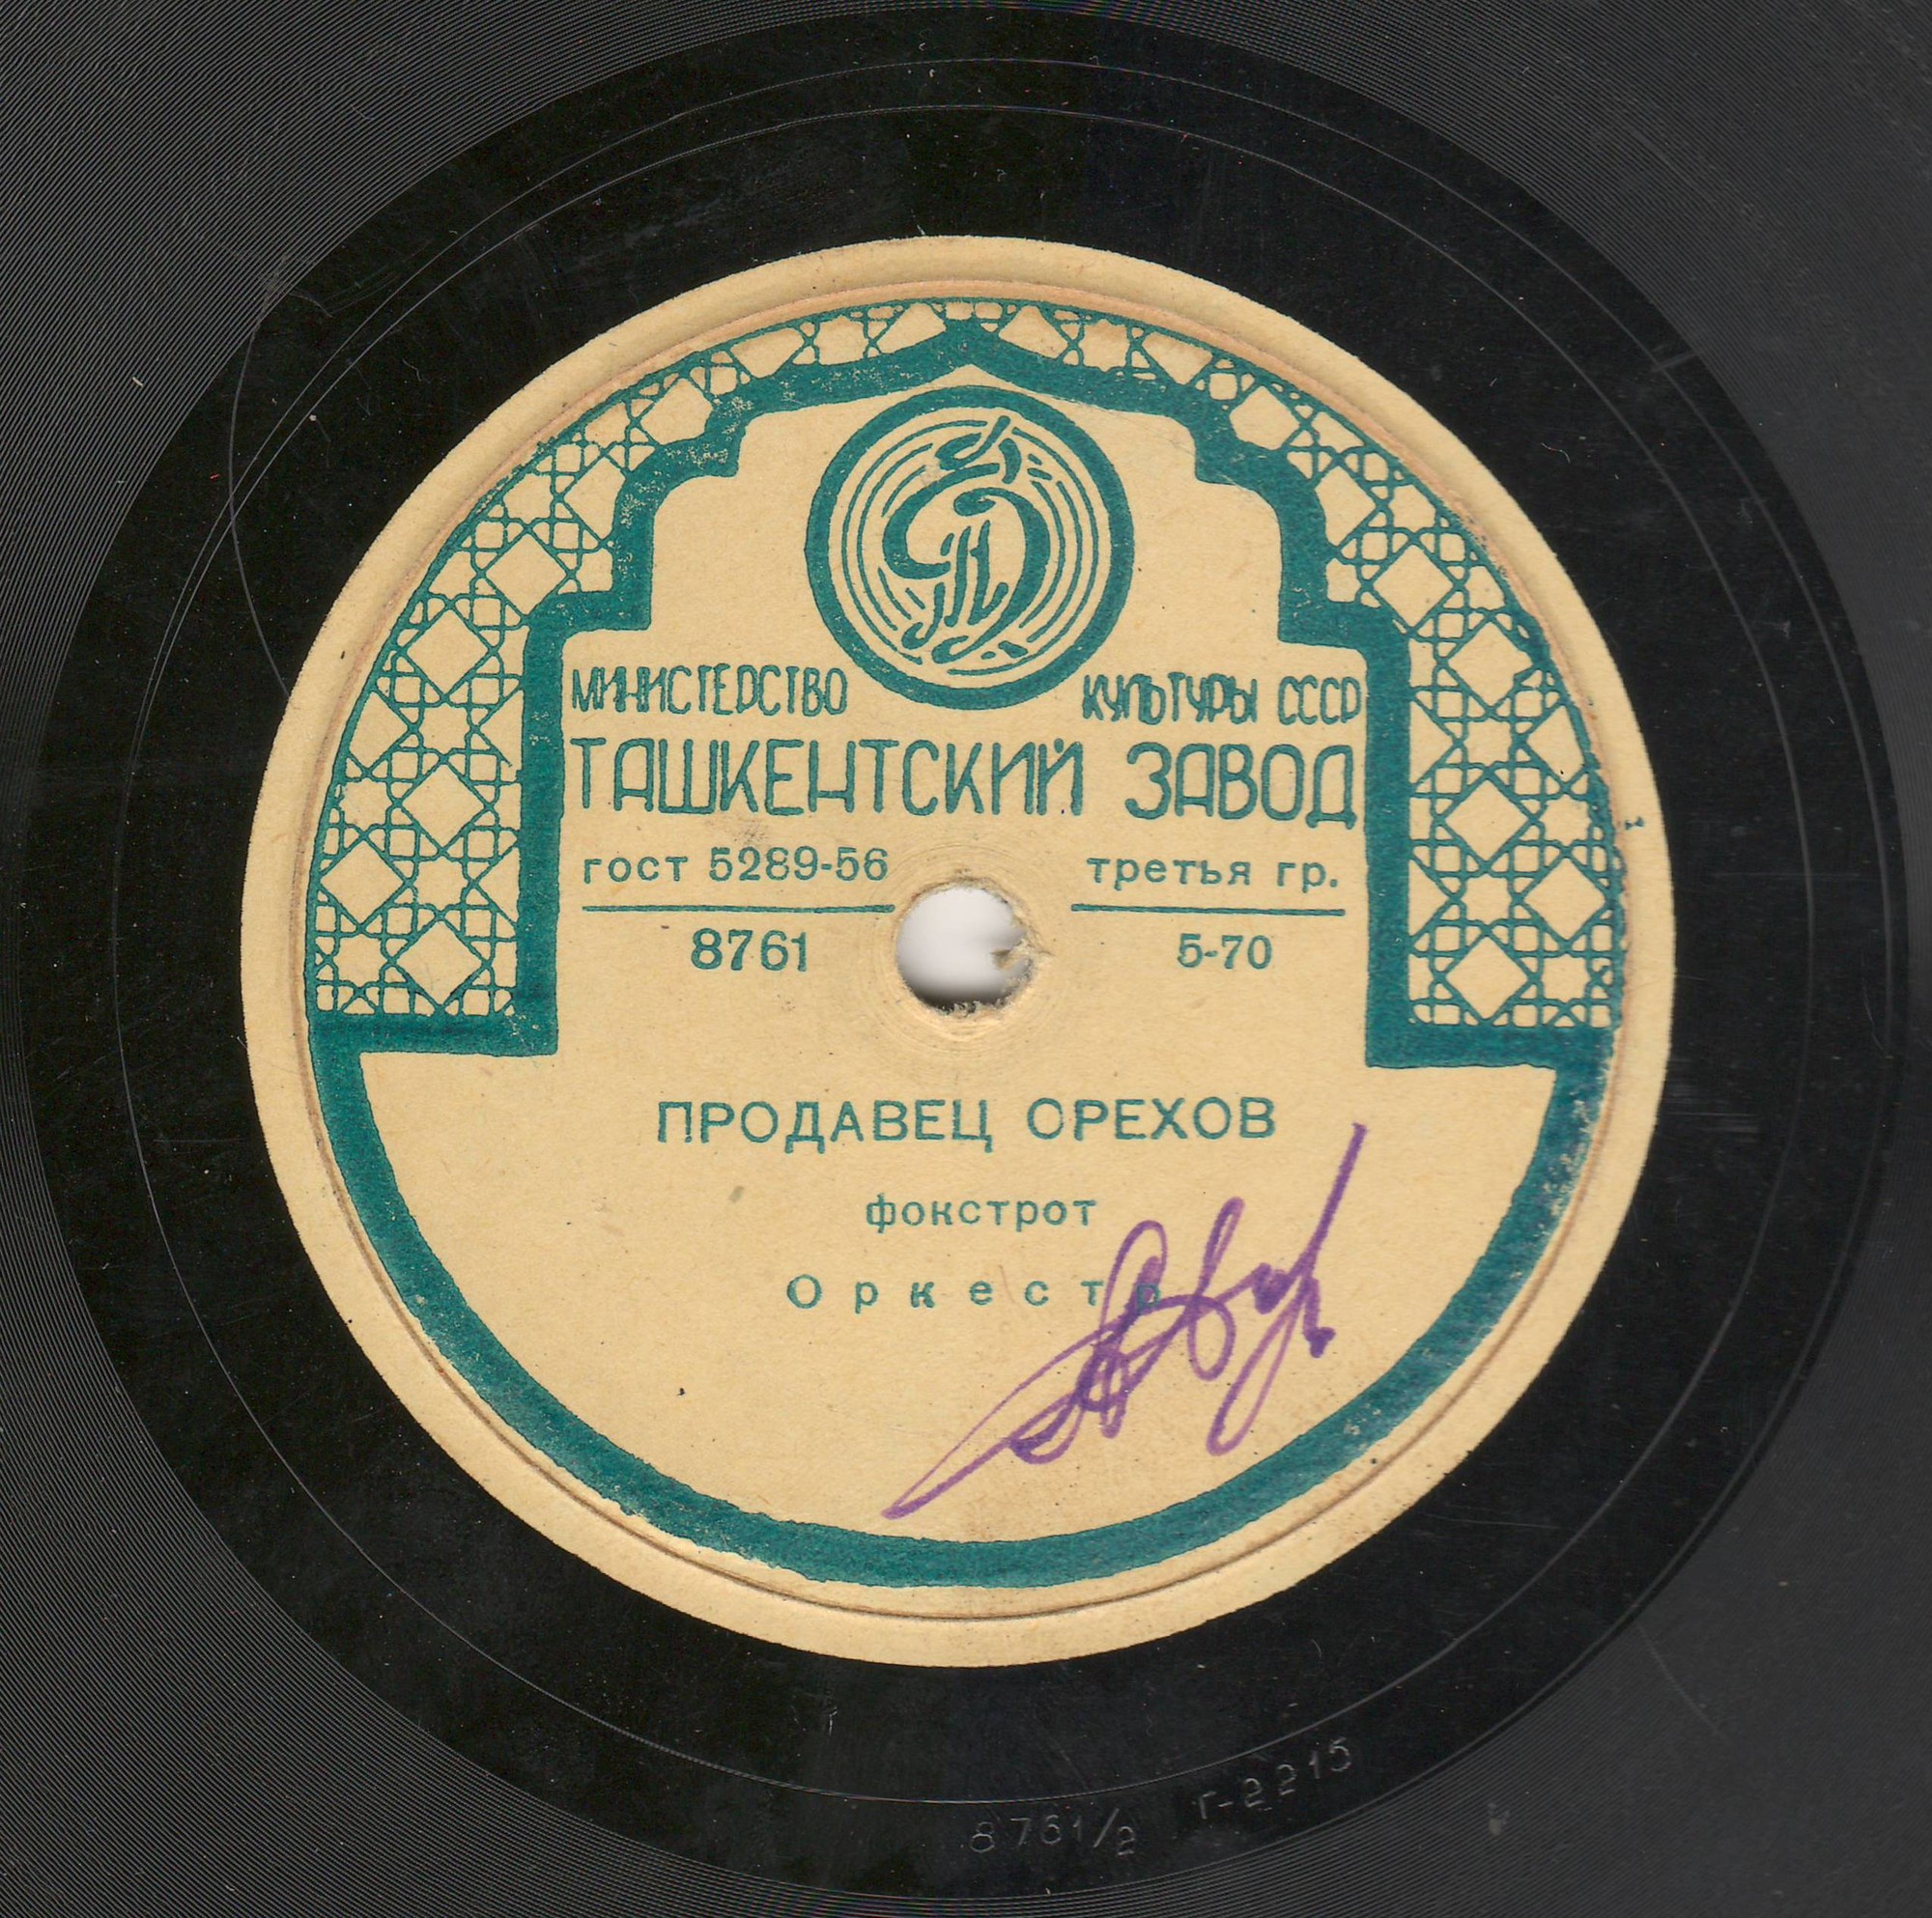 МИНИСТЕРСТВО КУЛЬТУРЫ СССР
ТАШКЕНТСКИЙ ЗАВОД
гост 5289-56 третья гр.
8761 5-70
ПРОДАВЕЦ ОРЕХОВ
фокстрот
Оркестр
8761/2 Г-2215